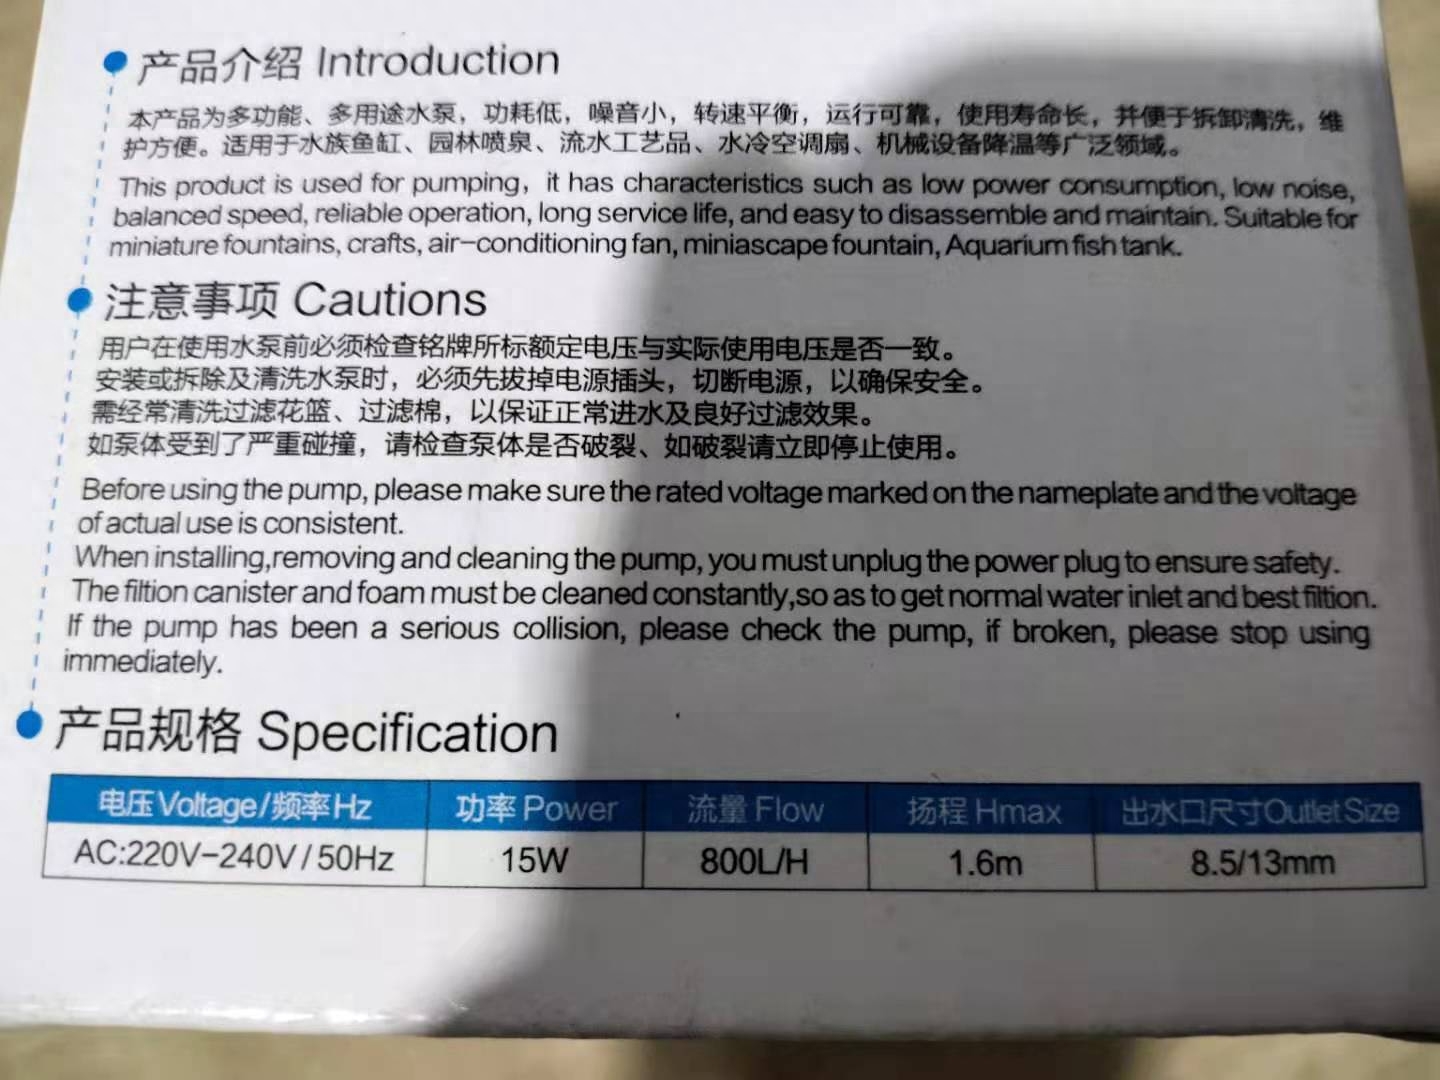 产品介绍 Introduction
本产品为多功能、多用途水泵，功耗低，噪音小，转速平衡，运行可靠，使用寿命长，并便于拆卸清洗，维
护方便。适用于水族鱼缸、园林喷泉、流水工艺品、水冷空调扇、机械设备降温等广泛领域。
This product is used for pumping, it has characteristics such as low power consumption, low noise,
balanced speed, reliable operation, long service life, and easy to disassemble and maintain. Suitable for
miniature fountains, crafts, air-conditioning fan, miniascape fountain, Aquarium fish tank.
注意事项 Cautions
用户在使用水泵前必须检查铭牌所标额定电压与实际使用电压是否一致。
安装或拆除及清洗水泵时，必须先拔掉电源插头，切断电源，以确保安全。
需经常清洗过滤花篮、过滤棉，以保证正常进水及良好过滤效果。
如泵体受到了严重碰撞，请检查泵体是否破裂、如破裂请立即停止使用。
Before using the pump, please make sure the rated voltage marked on the nameplate and the voltage
of actual use is consistent.
When installing,removing and cleaning the pump, you must unplug the power plug to ensure safety.
The filtion canister and foam must be cleaned constantly,so as to get normal water inlet and best filtion.
If the pump has been a serious collision, please check the pump, if broken, please stop using
immediately.
产品规格 Specification
电压Voltage/频率Hz 功率 Power 流量 Flow 扬程 Hmax 出水口尺寸Outlet Size
AC:220V-240V/50Hz 15W 800L/H 1.6m 8.5/13mm